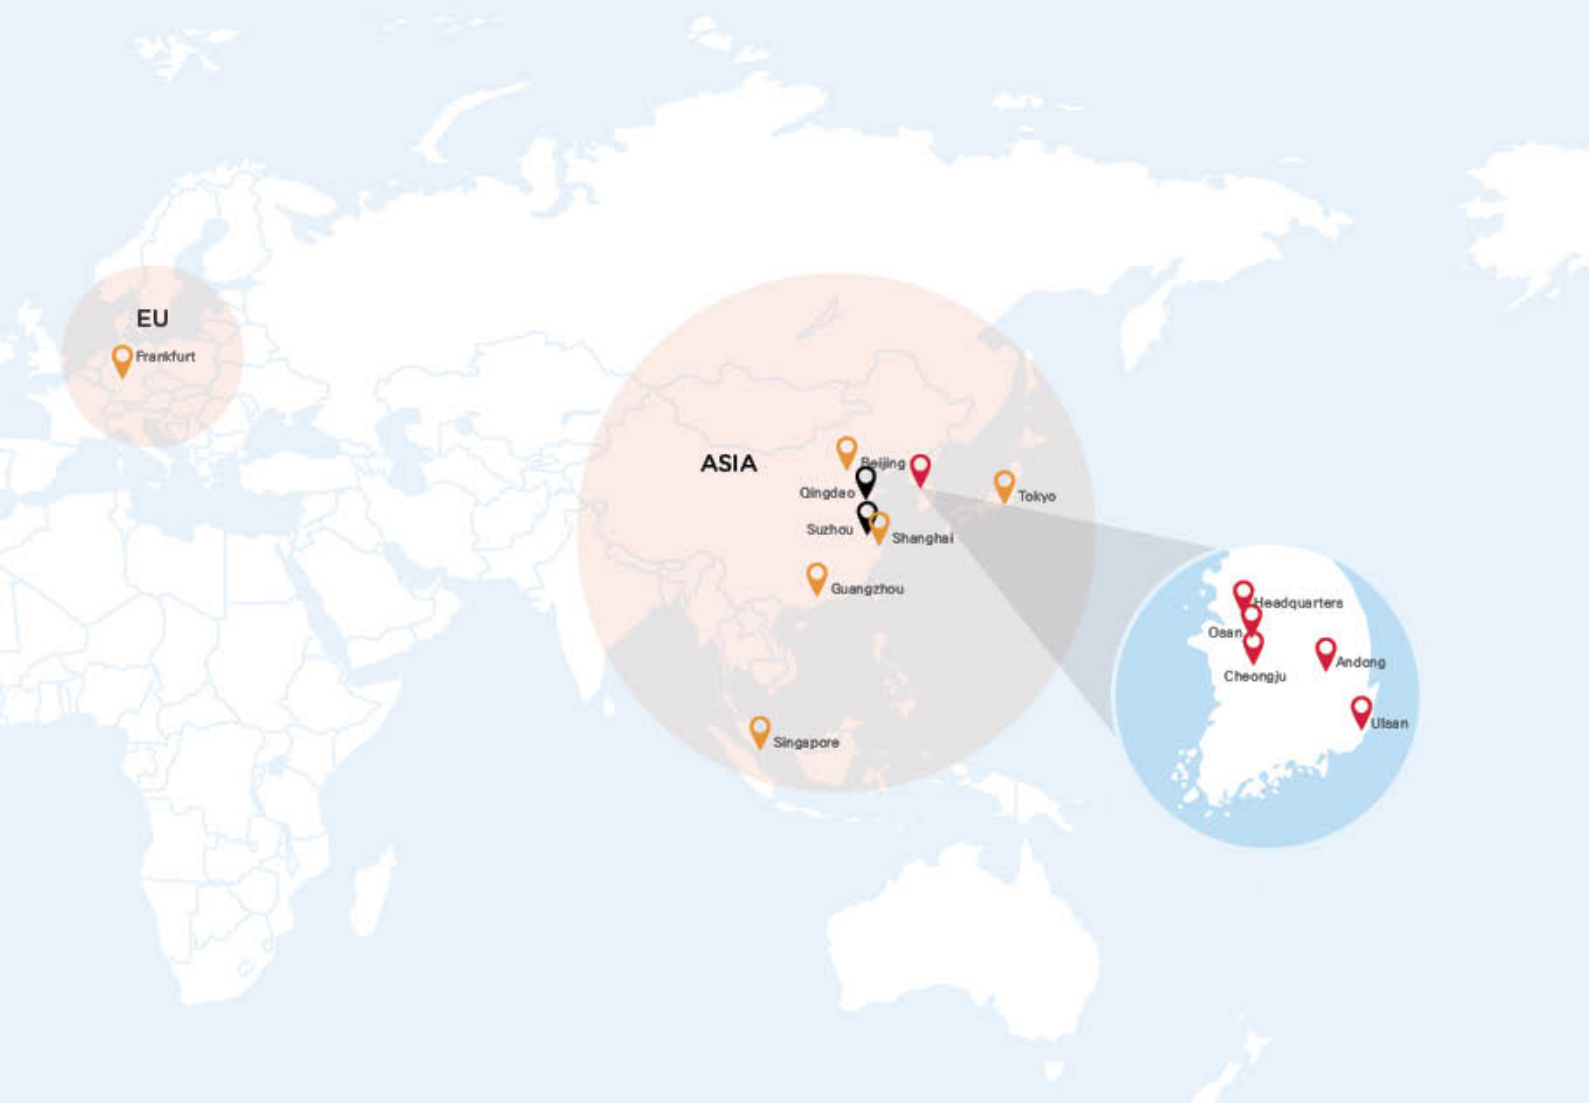 EU
Frankfurt
ASIA
Beijing
Qingdao
Tokyo
Suzhou
Shanghai
Guangzhou
Singapore
Headquarters
Osan
Cheongju
Andong
Ulsan